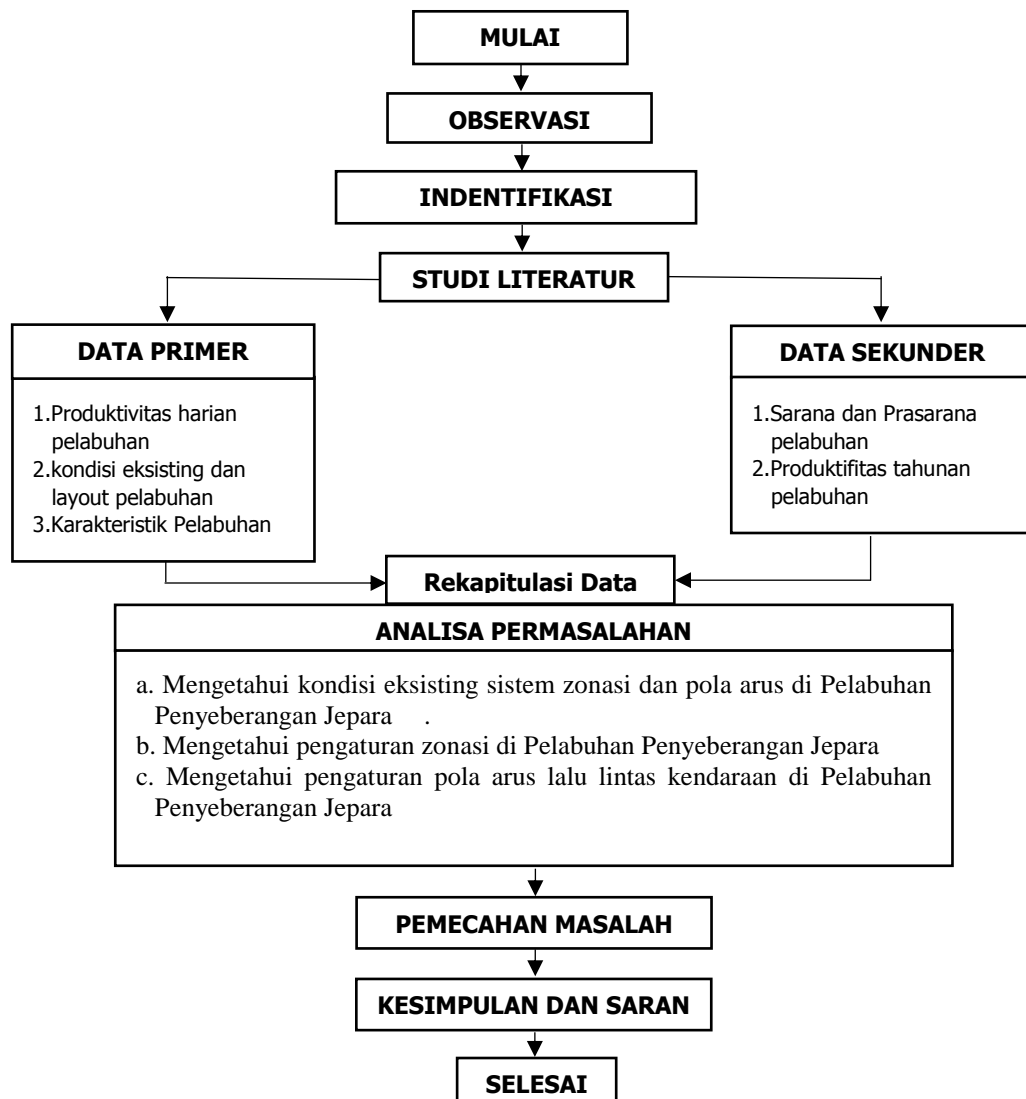 MULAI
OBSERVASI
INDENTIFIKASI
STUDI LITERATUR
DATA PRIMER
1.Produktivitas harian
pelabuhan
2.kondisi eksisting dan
layout pelabuhan
3.Karakteristik Pelabuhan
DATA SEKUNDER
1.Sarana dan Prasarana
pelabuhan
2.Produktifitas tahunan
pelabuhan
Rekapitulasi Data
ANALISA PERMASALAHAN
a. Mengetahui kondisi eksisting sistem zonasi dan pola arus di Pelabuhan
Penyeberangan Jepara .
b. Mengetahui pengaturan zonasi di Pelabuhan Penyeberangan Jepara
c. Mengetahui pengaturan pola arus lalu lintas kendaraan di Pelabuhan
Penyeberangan Jepara
PEMECAHAN MASALAH
KESIMPULAN DAN SARAN
SELESAI